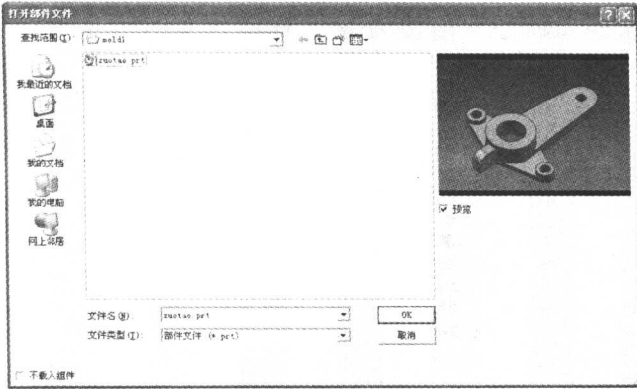 打开部件文件
查找范围(I):
mold1
ruotao.prt
我最近的文档
桌面
我的文档
我的电脑
网上邻居
预览
文件名(N):
ruotao.prt
OK
文件类型(T):
部件文件 (*.prt)
取消
不载入组件